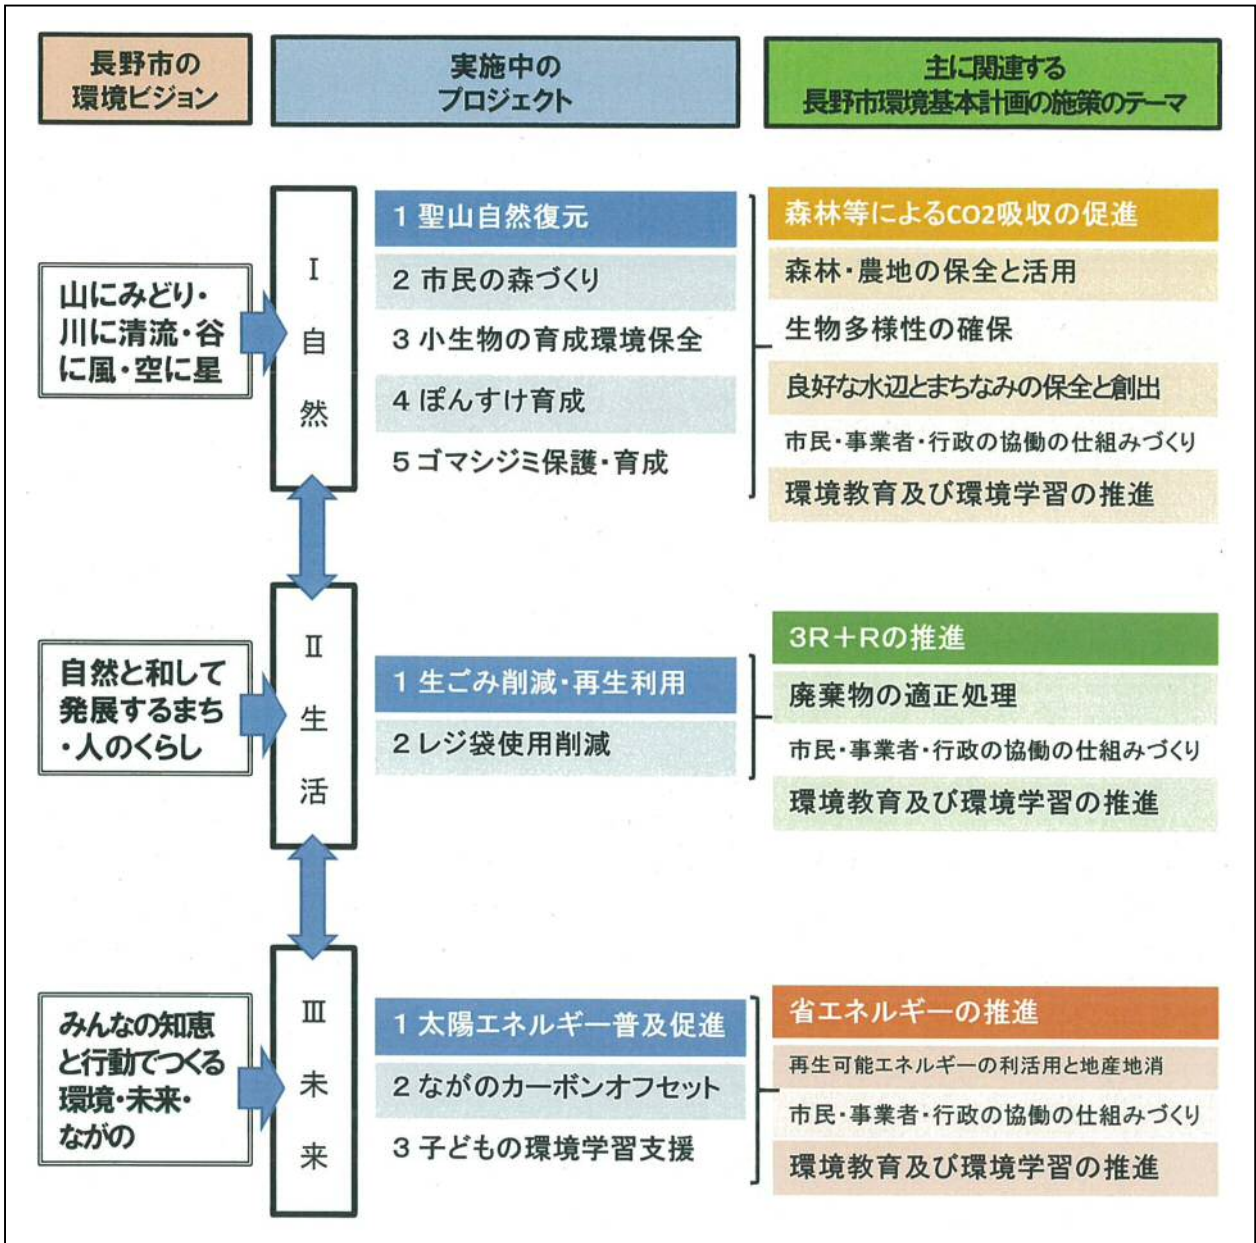 長野市の
環境ビジョン
実施中の
プロジェクト
主に関連する
長野市環境基本計画の施策のテーマ
山にみどり・
川に清流・谷
に風・空に星
Ⅰ
自
然
1 聖山自然復元
2 市民の森づくり
3 小生物の育成環境保全
4 ぽんすけ育成
5 ゴマシジミ保護・育成
森林等によるCO2吸収の促進
森林・農地の保全と活用
生物多様性の確保
良好な水辺とまちなみの保全と創出
市民・事業者・行政の協働の仕組みづくり
環境教育及び環境学習の推進
自然と和して
発展するまち
・人のくらし
Ⅱ
生
活
1 生ごみ削減・再生利用
2 レジ袋使用削減
3R＋Rの推進
廃棄物の適正処理
市民・事業者・行政の協働の仕組みづくり
環境教育及び環境学習の推進
みんなの知恵
と行動でつくる
環境・未来・
ながの
Ⅲ
未
来
1 太陽エネルギー普及促進
2 ながのカーボンオフセット
3 子どもの環境学習支援
省エネルギーの推進
再生可能エネルギーの利活用と地産地消
市民・事業者・行政の協働の仕組みづくり
環境教育及び環境学習の推進